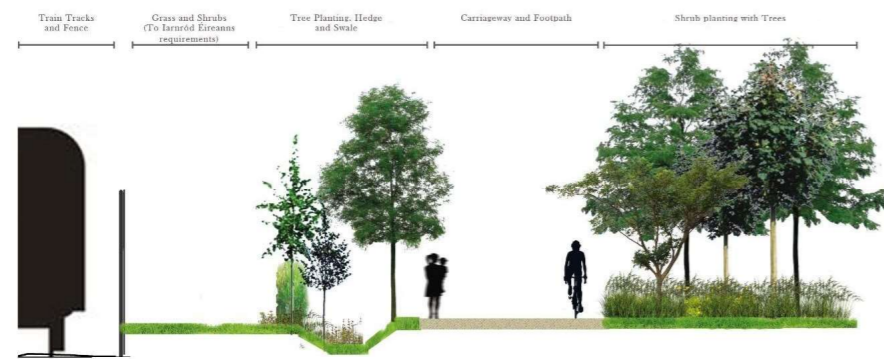 Train Tracks
and Fence
Grass and Shrubs
(To Iarnród Éireanns
requirements)
Tree Planting, Hedge
and Swale
Carriageway and Footpath
Shrub planting with Trees